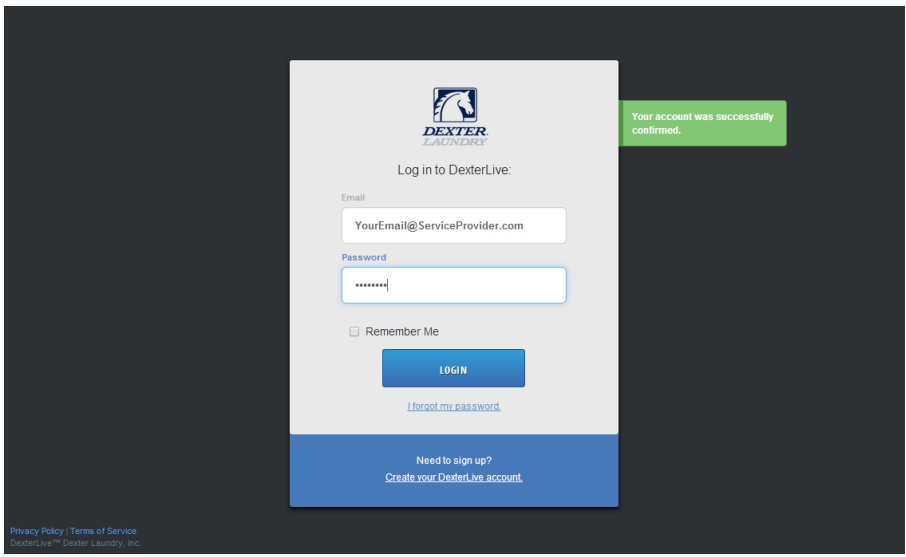 DEXTER
LAUNDRY
Your account was successfully
confirmed.
Log in to DexterLive:
Email
YourEmail@ServiceProvider.com
Password
••••••••
Remember Me
LOGIN
I forgot my password.
Need to sign up?
Create your DexterLive account.
Privacy Policy | Terms of Service
DexterLive™ Dexter Laundry, Inc.